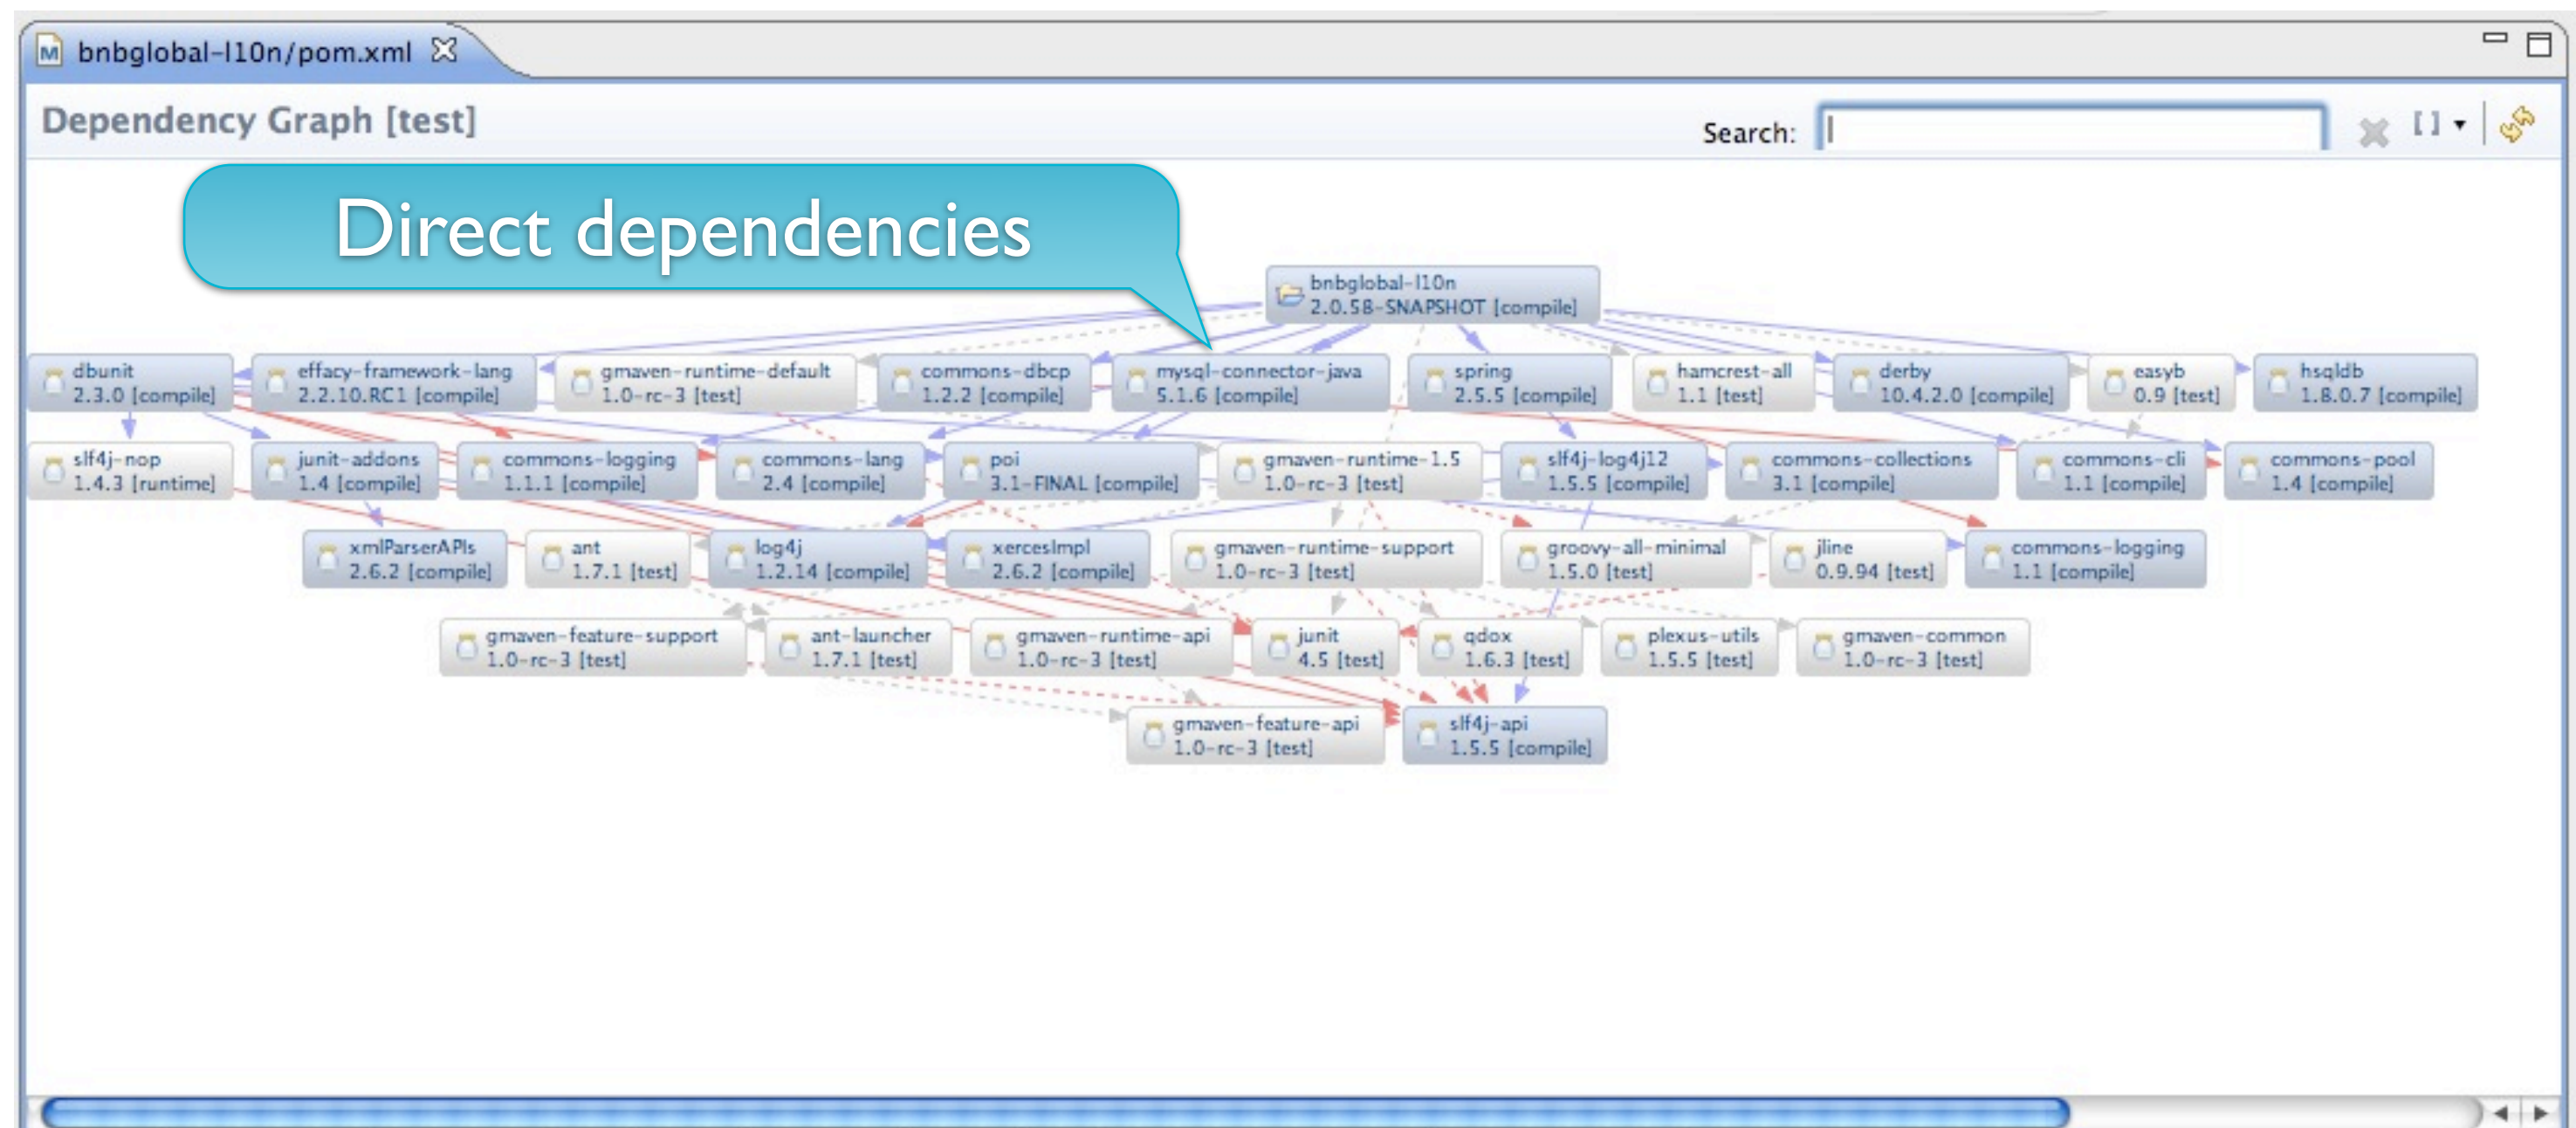 bnbglobal-l10n/pom.xml
Dependency Graph [test]
Search:
[ ]
Direct dependencies
bnbglobal-l10n
2.0.58-SNAPSHOT [compile]
dbunit
2.3.0 [compile]
effacy-framework-lang
2.2.10.RC1 [compile]
gmaven-runtime-default
1.0-rc-3 [test]
commons-dbcp
1.2.2 [compile]
mysql-connector-java
5.1.6 [compile]
spring
2.5.5 [compile]
hamcrest-all
1.1 [test]
derby
10.4.2.0 [compile]
easyb
0.9 [test]
hsqldb
1.8.0.7 [compile]
slf4j-nop
1.4.3 [runtime]
junit-addons
1.4 [compile]
commons-logging
1.1.1 [compile]
commons-lang
2.4 [compile]
poi
3.1-FINAL [compile]
gmaven-runtime-1.5
1.0-rc-3 [test]
slf4j-log4j12
1.5.5 [compile]
commons-collections
3.1 [compile]
commons-cli
1.1 [compile]
commons-pool
1.4 [compile]
xmlParserAPIs
2.6.2 [compile]
ant
1.7.1 [test]
log4j
1.2.14 [compile]
xercesImpl
2.6.2 [compile]
gmaven-runtime-support
1.0-rc-3 [test]
groovy-all-minimal
1.5.0 [test]
jline
0.9.94 [test]
commons-logging
1.1 [compile]
gmaven-feature-support
1.0-rc-3 [test]
ant-launcher
1.7.1 [test]
gmaven-runtime-api
1.0-rc-3 [test]
junit
4.5 [test]
qdox
1.6.3 [test]
plexus-utils
1.5.5 [test]
gmaven-common
1.0-rc-3 [test]
gmaven-feature-api
1.0-rc-3 [test]
slf4j-api
1.5.5 [compile]